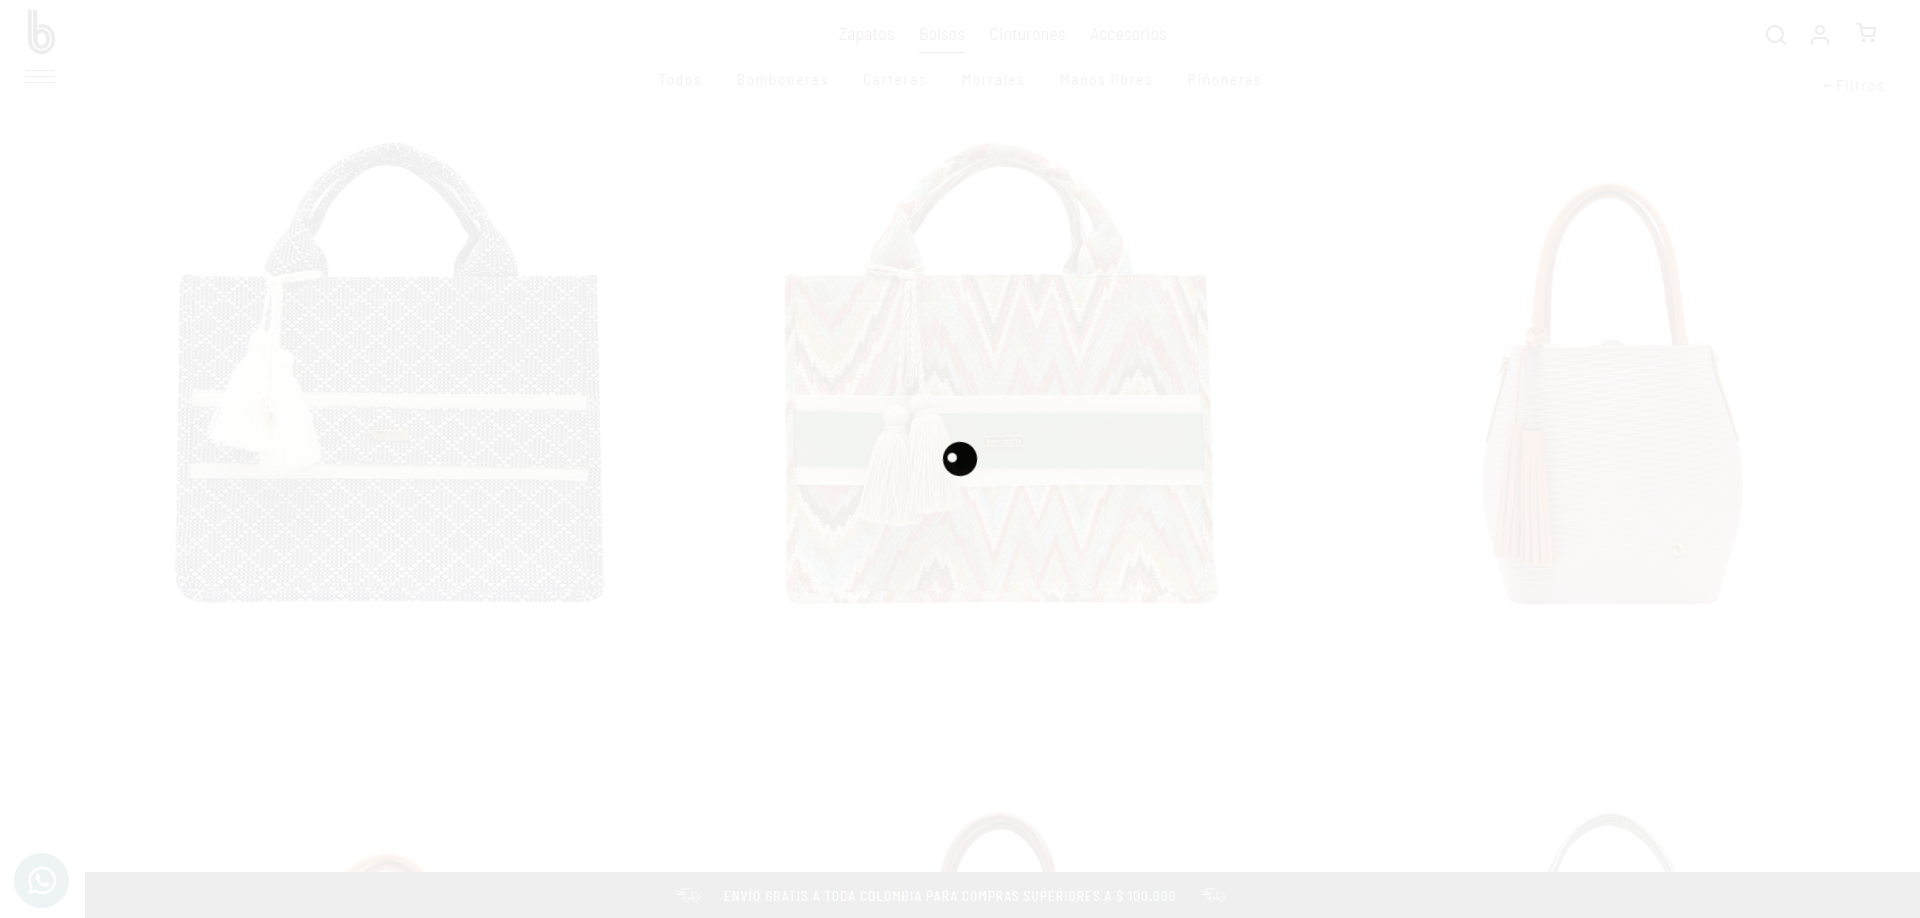 b
Zapatos Bolsos Cinturones Accesorios
Todos Bomboneras Carteras Morrales Manos libres Riñoneras
+ Filtros
ENVÍO GRATIS A TODA COLOMBIA PARA COMPRAS SUPERIORES A $ 100.000